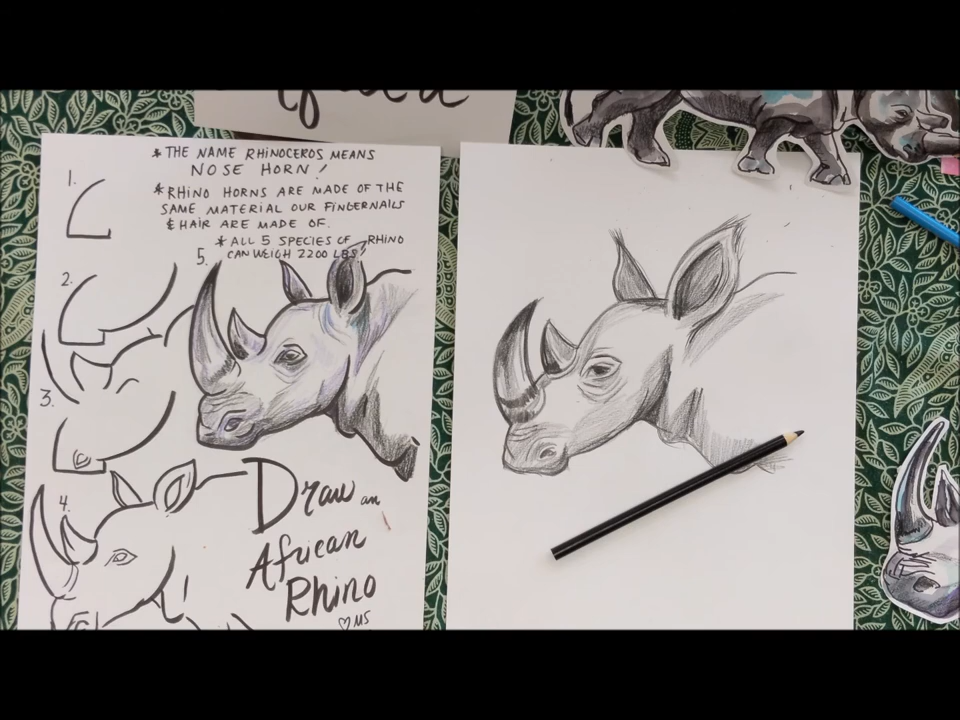 * THE NAME RHINOCEROS MEANS
NOSE HORN!
* RHINO HORNS ARE MADE OF THE
SAME MATERIAL OUR FINGERNAILS
& HAIR ARE MADE OF.
* ALL 5 SPECIES OF RHINO
CAN WEIGH 2200 LBS!
1.
2.
3.
4.
5.
Draw an
African
Rhino
♡ MS